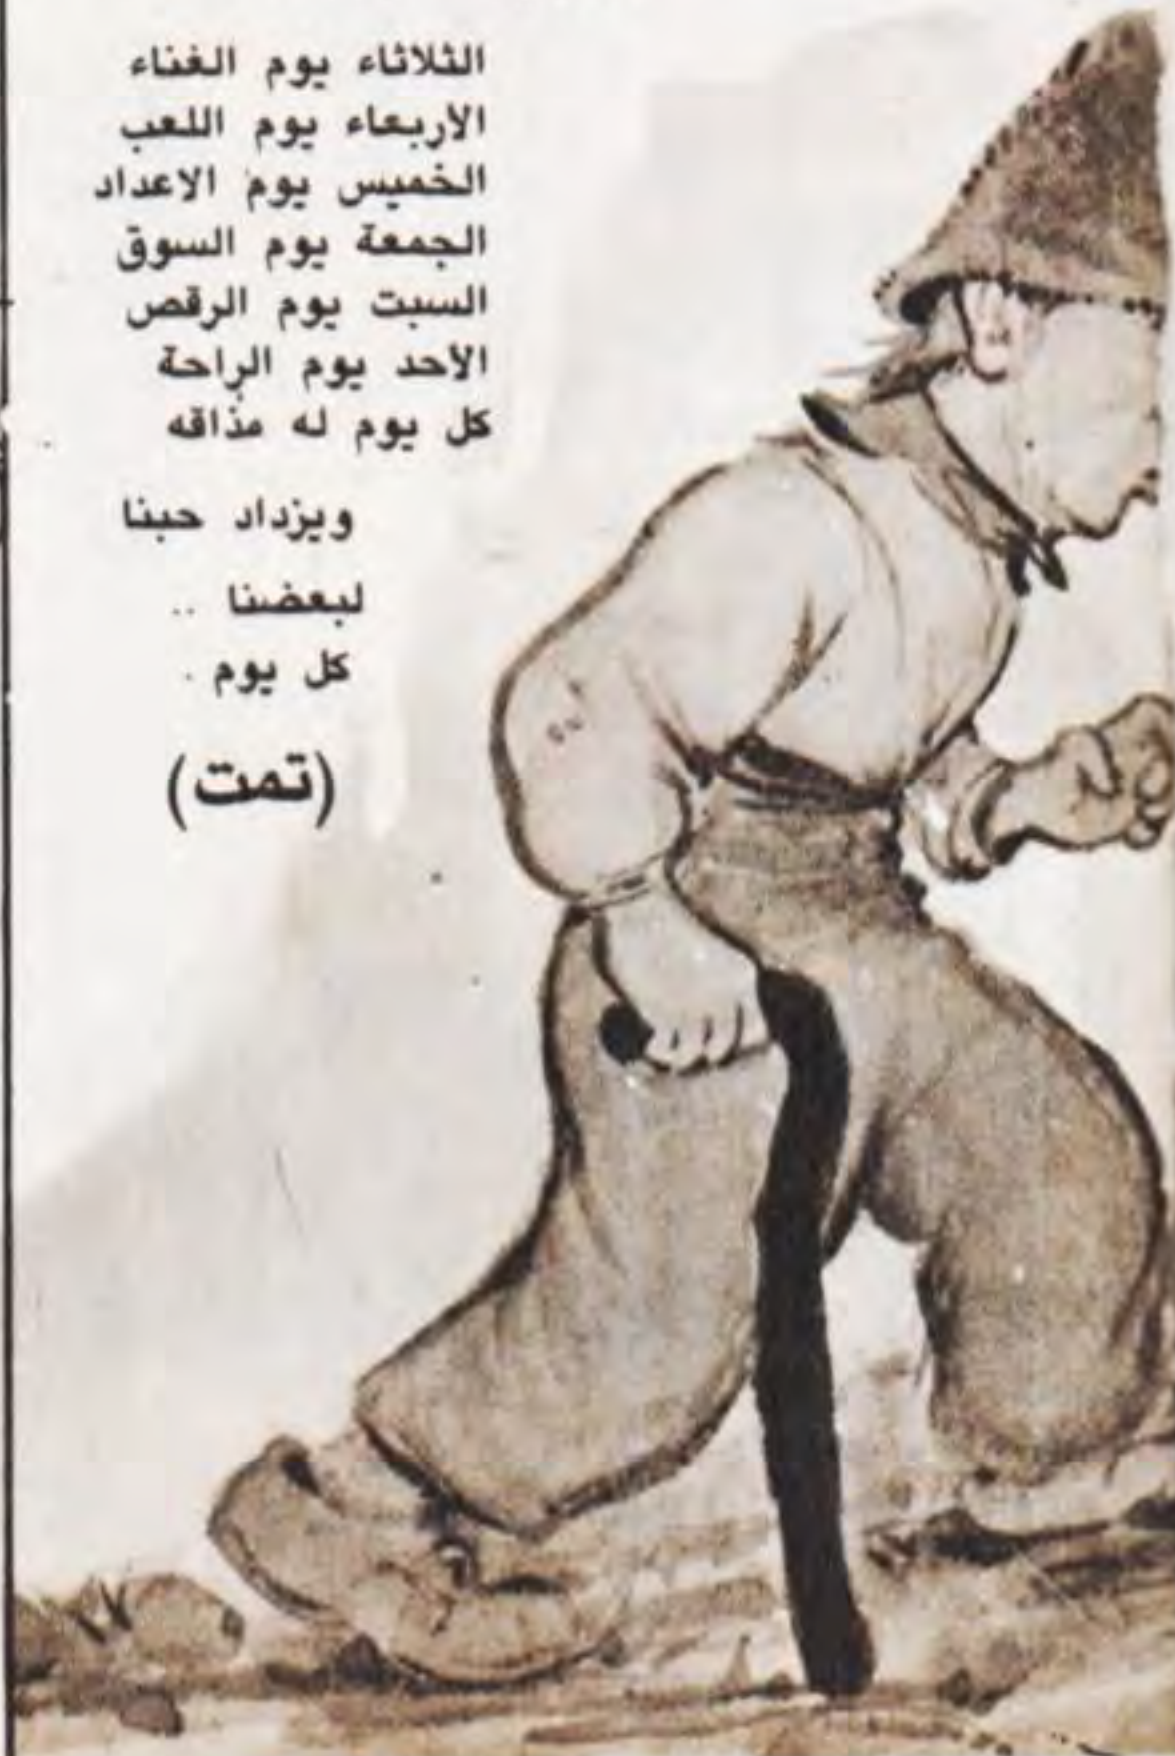 الثلاثاء يوم الغناء
الاربعاء يوم اللعب
الخميس يوم الاعداد
الجمعة يوم السوق
السبت يوم الرقص
الاحد يوم الراحة
كل يوم له مذاقه
ويزداد حبنا
لبعضنا ..
كل يوم .
(تمت)